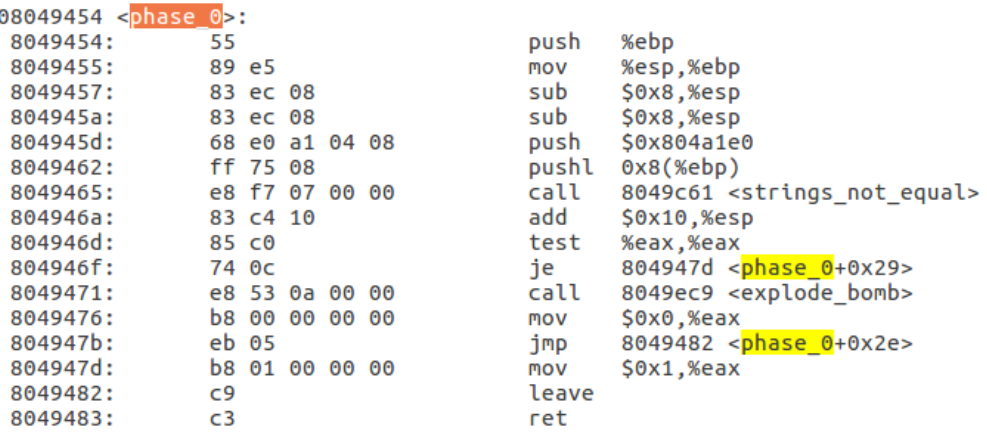 08049454 <phase_0>:
8049454: 55 push %ebp
8049455: 89 e5 mov %esp,%ebp
8049457: 83 ec 08 sub $0x8,%esp
804945a: 83 ec 08 sub $0x8,%esp
804945d: 68 e0 a1 04 08 push $0x804a1e0
8049462: ff 75 08 pushl 0x8(%ebp)
8049465: e8 f7 07 00 00 call 8049c61 <strings_not_equal>
804946a: 83 c4 10 add $0x10,%esp
804946d: 85 c0 test %eax,%eax
804946f: 74 0c je 804947d <phase_0+0x29>
8049471: e8 53 0a 00 00 call 8049ec9 <explode_bomb>
8049476: b8 00 00 00 00 mov $0x0,%eax
804947b: eb 05 jmp 8049482 <phase_0+0x2e>
804947d: b8 01 00 00 00 mov $0x1,%eax
8049482: c9 leave
8049483: c3 ret